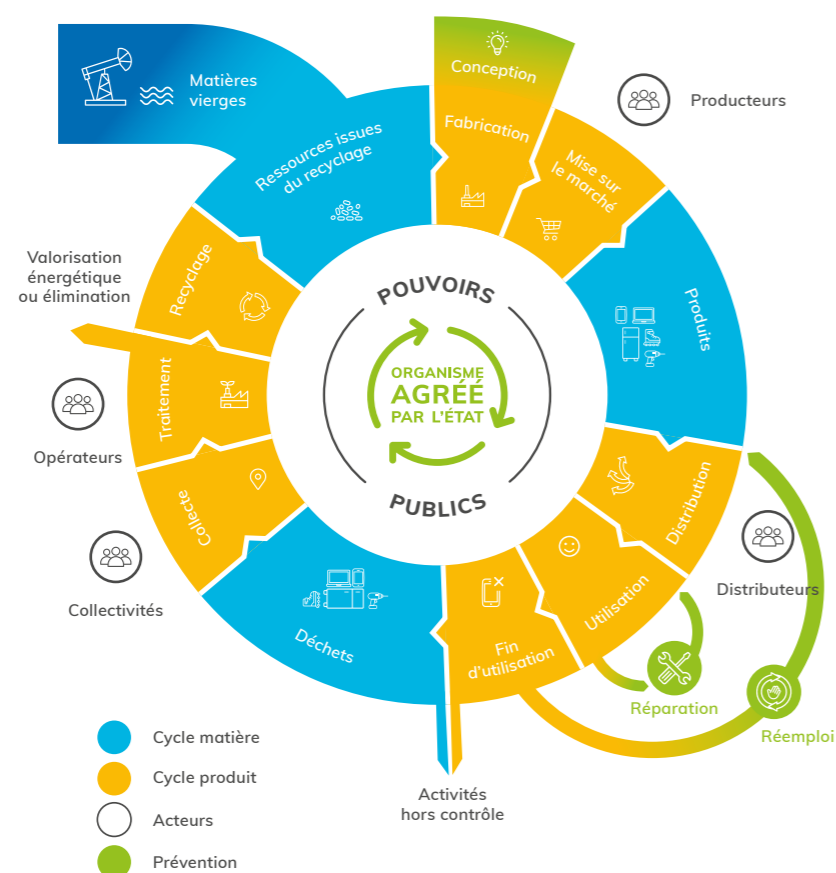 Matières
vierges
Conception
Fabrication
Mise sur
le marché
Producteurs
Ressources issues
du recyclage
Produits
Recyclage
Valorisation
énergétique
ou élimination
POUVOIRS
ORGANISME
AGRÉÉ
PAR L'ÉTAT
PUBLICS
Traitement
Opérateurs
Collecte
Collectivités
Distribution
Distributeurs
Utilisation
Fin
d'utilisation
Déchets
Réparation
Réemploi
Activités
hors contrôle
Cycle matière
Cycle produit
Acteurs
Prévention